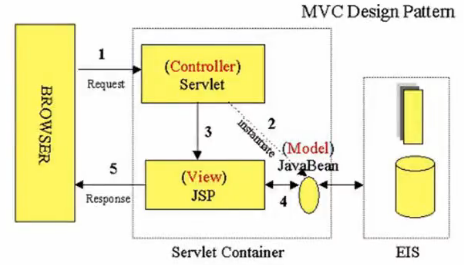 MVC Design Pattern
BROWSER
1
Request
(Controller)
Servlet
2
instantiate
3
(Model)
JavaBean
5
Response
(View)
JSP
4
Servlet Container
EIS